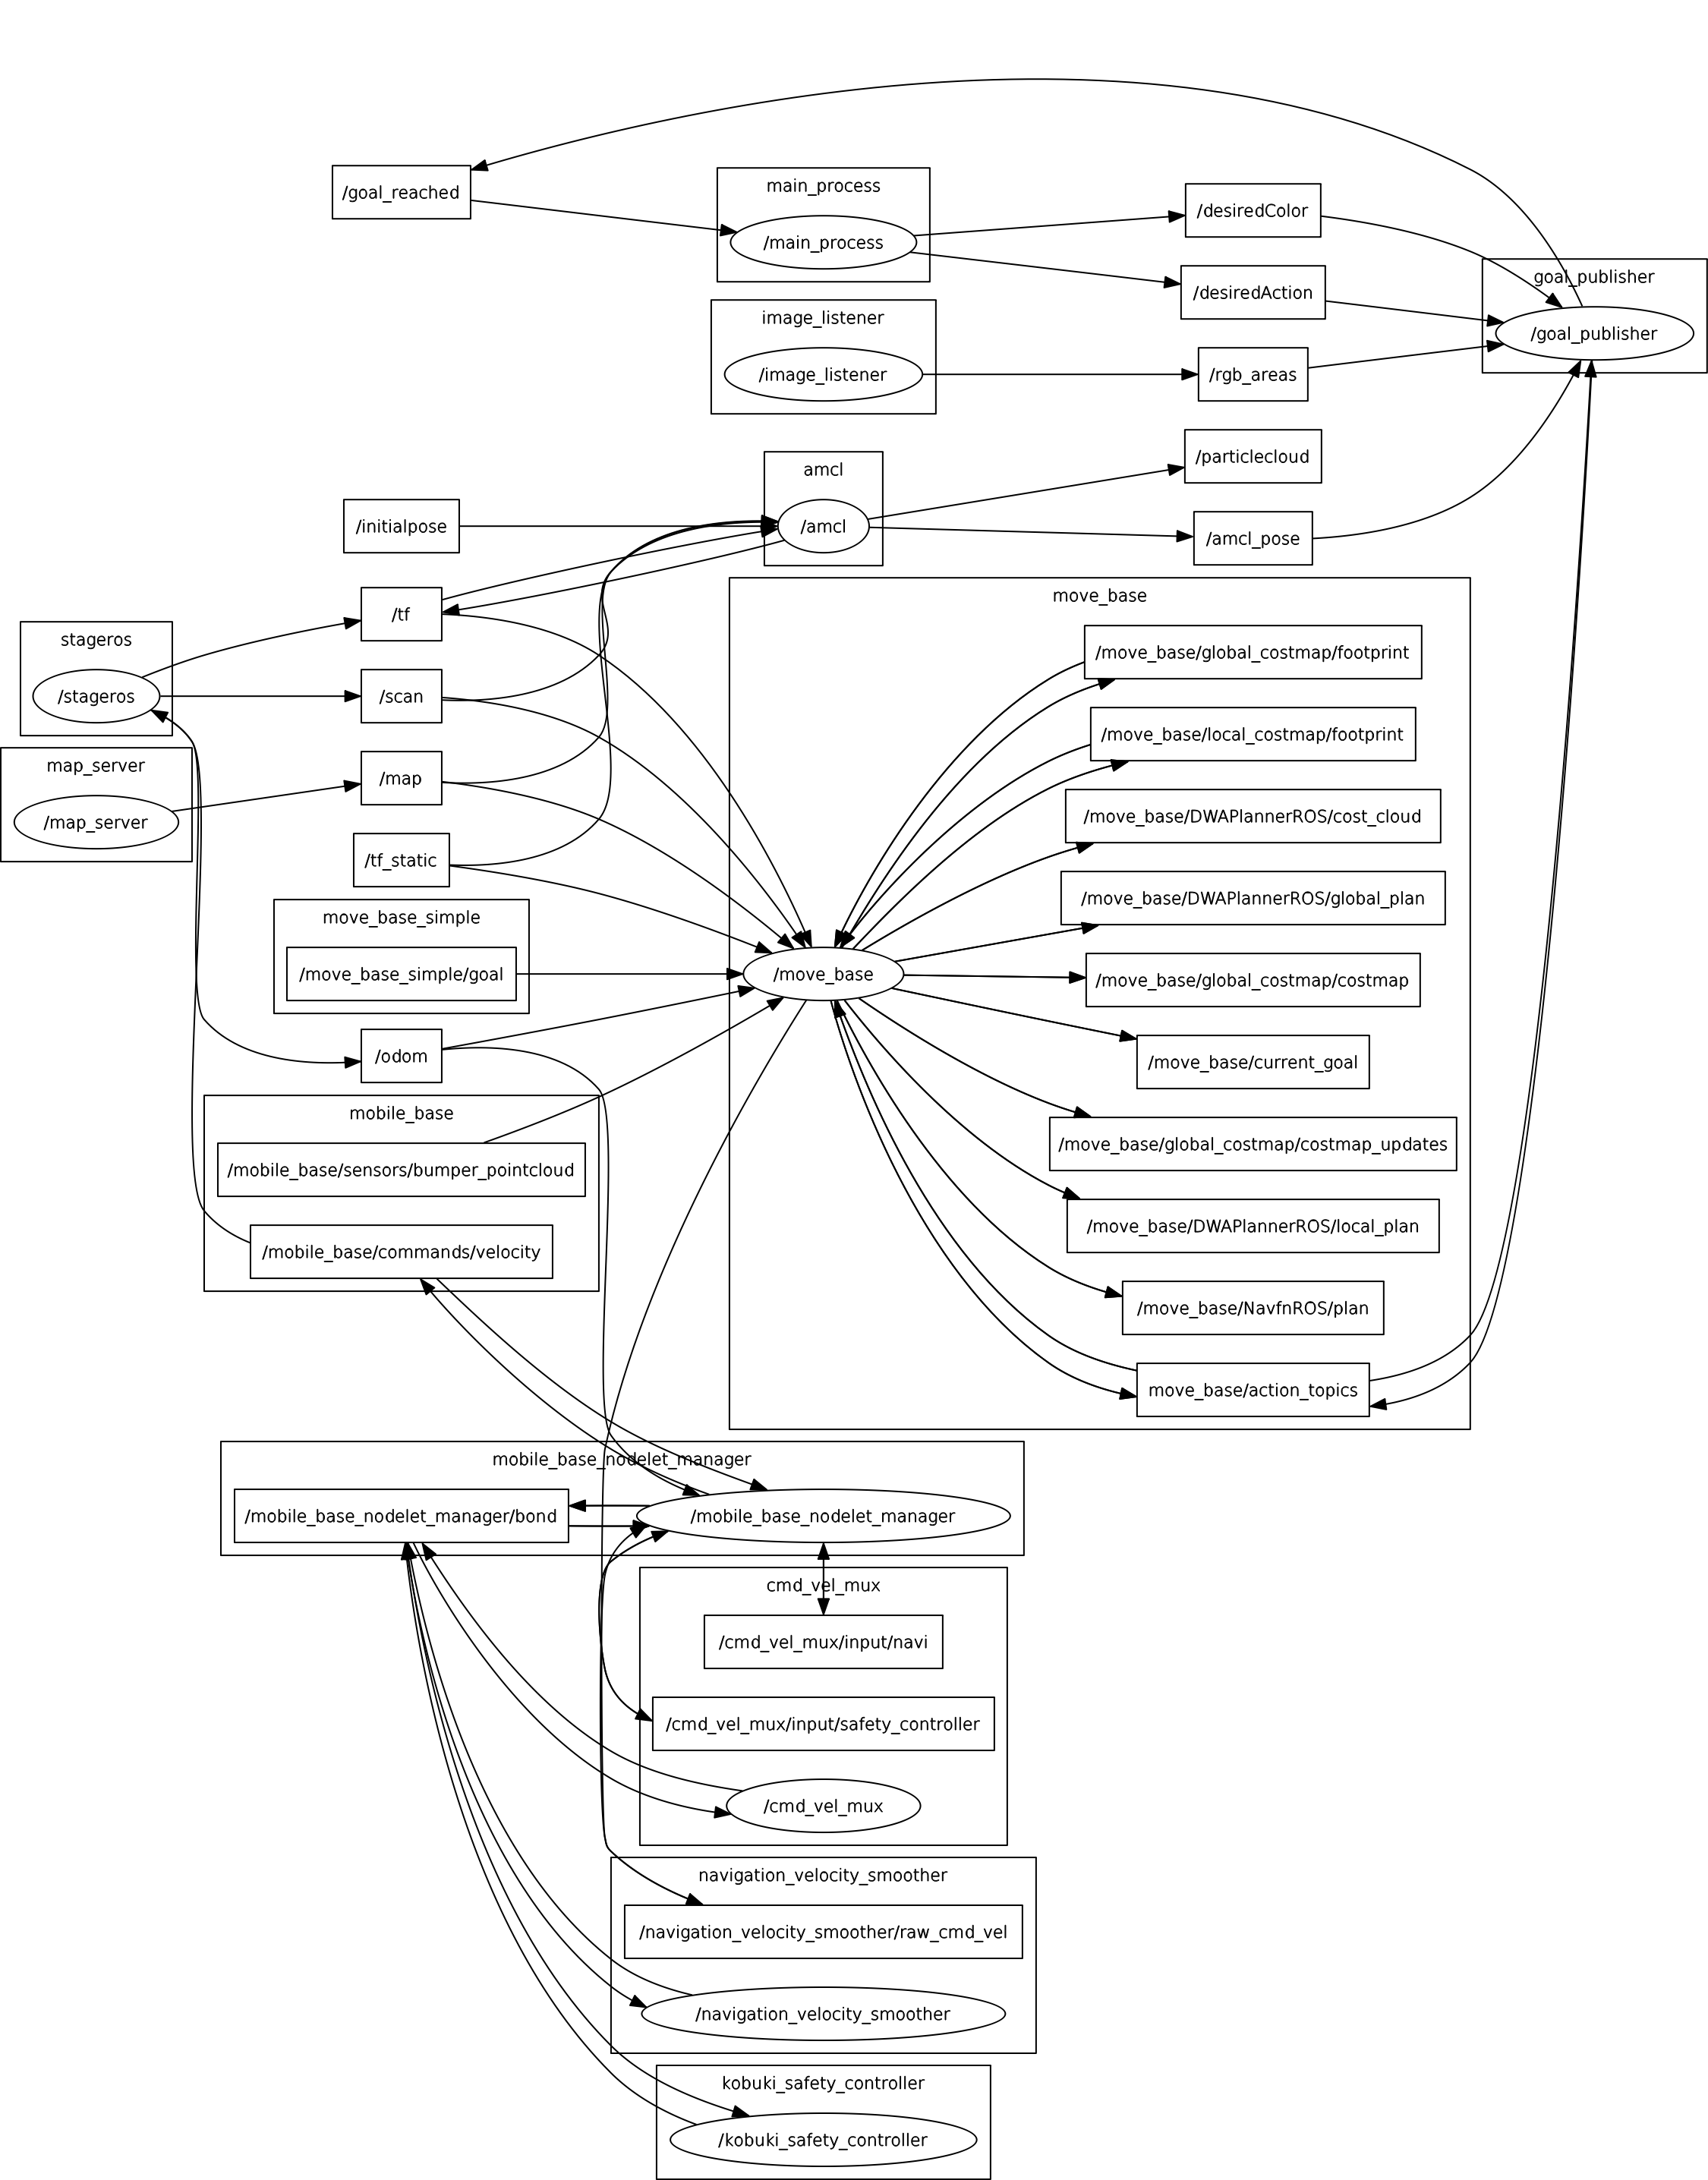 /goal_reached
main_process
/main_process
/desiredColor
/desiredAction
goal_publisher
/goal_publisher
image_listener
/image_listener
/rgb_areas
/particlecloud
amcl
/amcl
/initialpose
/amcl_pose
/tf
stageros
/stageros
/scan
map_server
/map_server
/map
/tf_static
move_base_simple
/move_base_simple/goal
/odom
mobile_base
/mobile_base/sensors/bumper_pointcloud
/mobile_base/commands/velocity
move_base
/move_base/global_costmap/footprint
/move_base/local_costmap/footprint
/move_base/DWAPlannerROS/cost_cloud
/move_base/DWAPlannerROS/global_plan
/move_base
/move_base/global_costmap/costmap
/move_base/current_goal
/move_base/global_costmap/costmap_updates
/move_base/DWAPlannerROS/local_plan
/move_base/NavfnROS/plan
move_base/action_topics
mobile_base_nodelet_manager
/mobile_base_nodelet_manager/bond
/mobile_base_nodelet_manager
cmd_vel_mux
/cmd_vel_mux/input/navi
/cmd_vel_mux/input/safety_controller
/cmd_vel_mux
navigation_velocity_smoother
/navigation_velocity_smoother/raw_cmd_vel
/navigation_velocity_smoother
kobuki_safety_controller
/kobuki_safety_controller